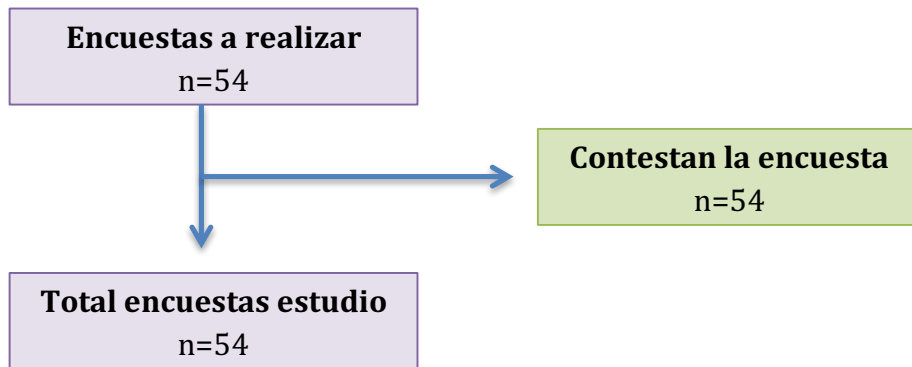 Encuestas a realizar
n=54
Contestan la encuesta
n=54
Total encuestas estudio
n=54